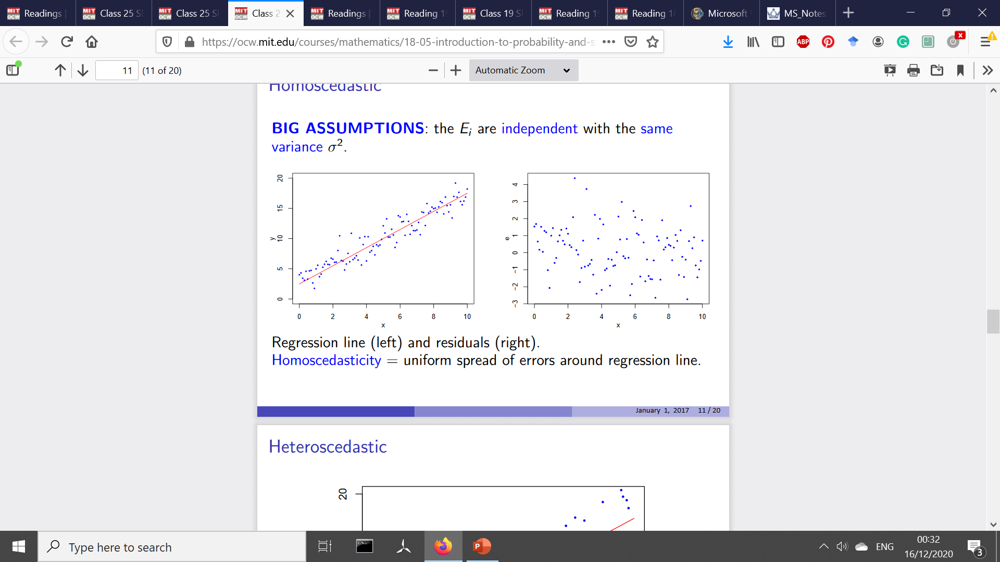 Readings
Class 25 S
Class 25 S
Class 2
Readings
Reading 1
Class 19 S
Reading 1
Reading 1
Microsoft
MS_Notes
https://ocw.mit.edu/courses/mathematics/18-05-introduction-to-probability-and-s
ABP
11 (11 of 20)
Automatic Zoom
Homoscedastic
BIG ASSUMPTIONS: the Ei are independent with the same
variance σ².
20
15
10
5
0
y
0 2 4 6 8 10
x
4
3
2
1
0
−1
−2
−3
e
0 2 4 6 8 10
x
Regression line (left) and residuals (right).
Homoscedasticity = uniform spread of errors around regression line.
January 1, 2017 11 / 20
Heteroscedastic
20
Type here to search
ENG
00:32
16/12/2020
3